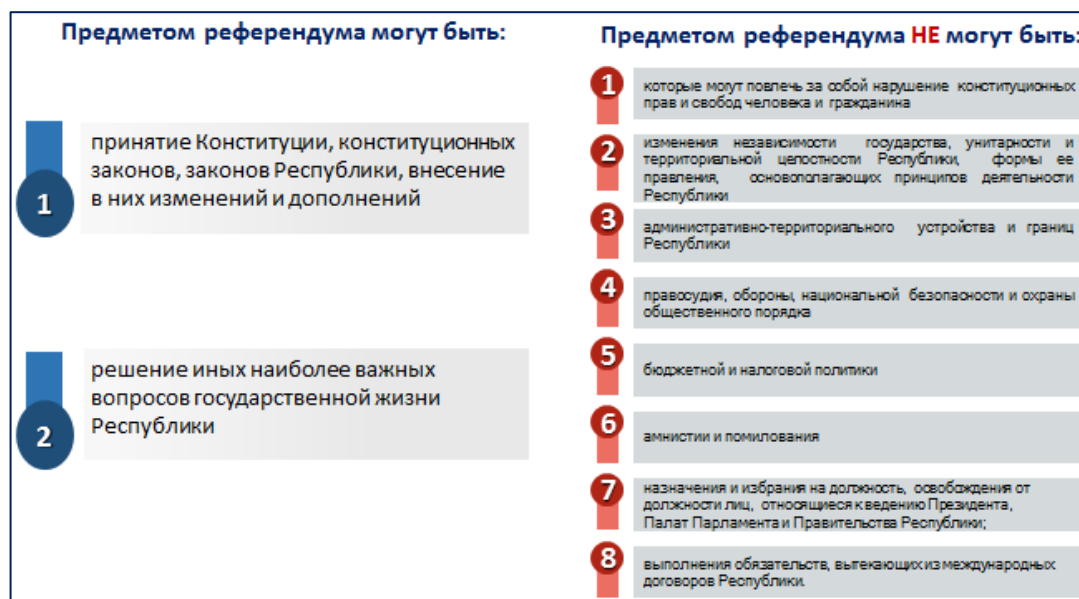 Предметом референдума могут быть:
1
принятие Конституции, конституционных
законов, законов Республики, внесение
в них изменений и дополнений
2
решение иных наиболее важных
вопросов государственной жизни
Республики
Предметом референдума НЕ могут быть:
1
которые могут повлечь за собой нарушение конституционных
прав и свобод человека и гражданина
2
изменения независимости государства, унитарности и
территориальной целостности Республики, формы ее
правления, основополагающих принципов деятельности
Республики
3
административно-территориального устройства и границ
Республики
4
правосудия, обороны, национальной безопасности и охраны
общественного порядка
5
бюджетной и налоговой политики
6
амнистии и помилования
7
назначения и избрания на должность, освобождения от
должности лиц, относящиеся к ведению Президента,
Палат Парламента и Правительства Республики;
8
выполнения обязательств, вытекающих из международных
договоров Республики.